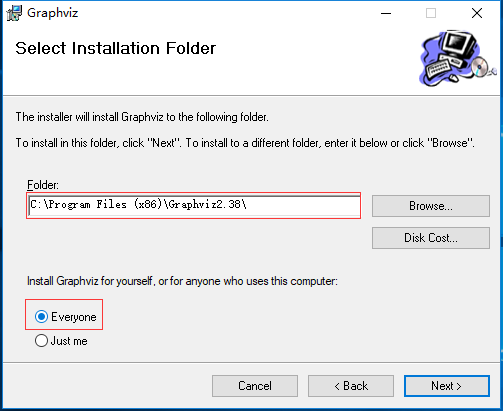 Graphviz
Select Installation Folder
The installer will install Graphviz to the following folder.
To install in this folder, click "Next". To install to a different folder, enter it below or click "Browse".
Folder:
C:\Program Files (x86)\Graphviz2.38\
Browse...
Disk Cost...
Install Graphviz for yourself, or for anyone who uses this computer:
Everyone
Just me
Cancel
< Back
Next >